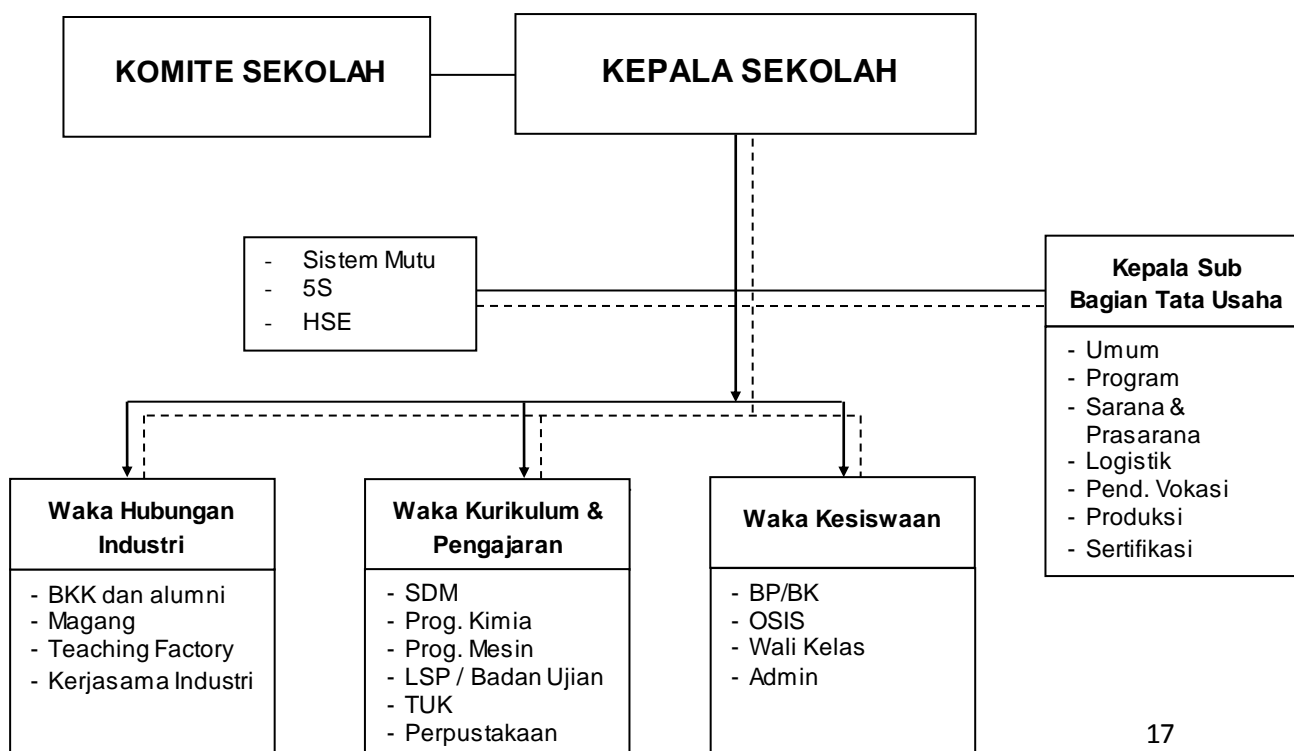 KOMITE SEKOLAH
KEPALA SEKOLAH
- Sistem Mutu
- 5S
- HSE
Kepala Sub
Bagian Tata Usaha
- Umum
- Program
- Sarana &
Prasarana
- Logistik
- Pend. Vokasi
- Produksi
- Sertifikasi
Waka Hubungan
Industri
- BKK dan alumni
- Magang
- Teaching Factory
- Kerjasama Industri
Waka Kurikulum &
Pengajaran
- SDM
- Prog. Kimia
- Prog. Mesin
- LSP / Badan Ujian
- TUK
- Perpustakaan
Waka Kesiswaan
- BP/BK
- OSIS
- Wali Kelas
- Admin
17